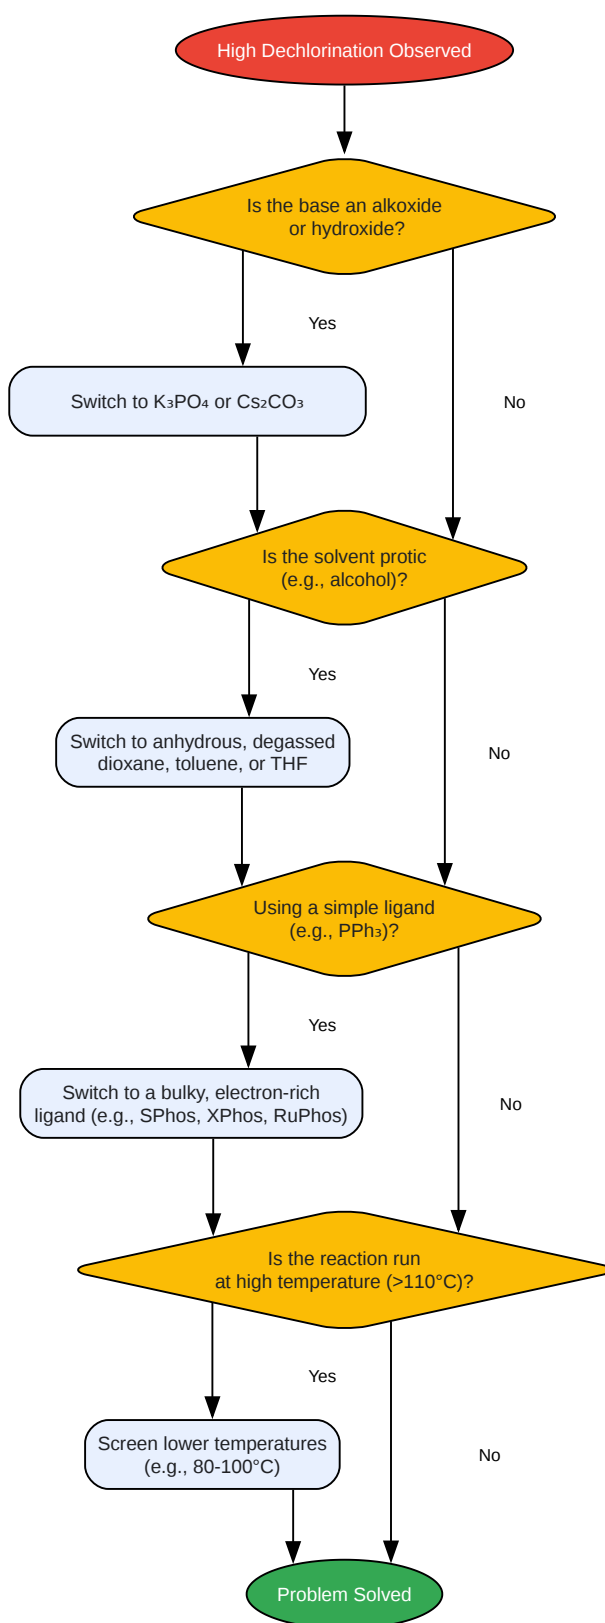 High Dechlorination Observed
Is the base an alkoxide
or hydroxide?
Yes
Switch to K₃PO₄ or Cs₂CO₃
No
Is the solvent protic
(e.g., alcohol)?
Yes
Switch to anhydrous, degassed
dioxane, toluene, or THF
No
Using a simple ligand
(e.g., PPh₃)?
Yes
Switch to a bulky, electron-rich
ligand (e.g., SPhos, XPhos, RuPhos)
No
Is the reaction run
at high temperature (>110°C)?
Yes
Screen lower temperatures
(e.g., 80-100°C)
No
Problem Solved